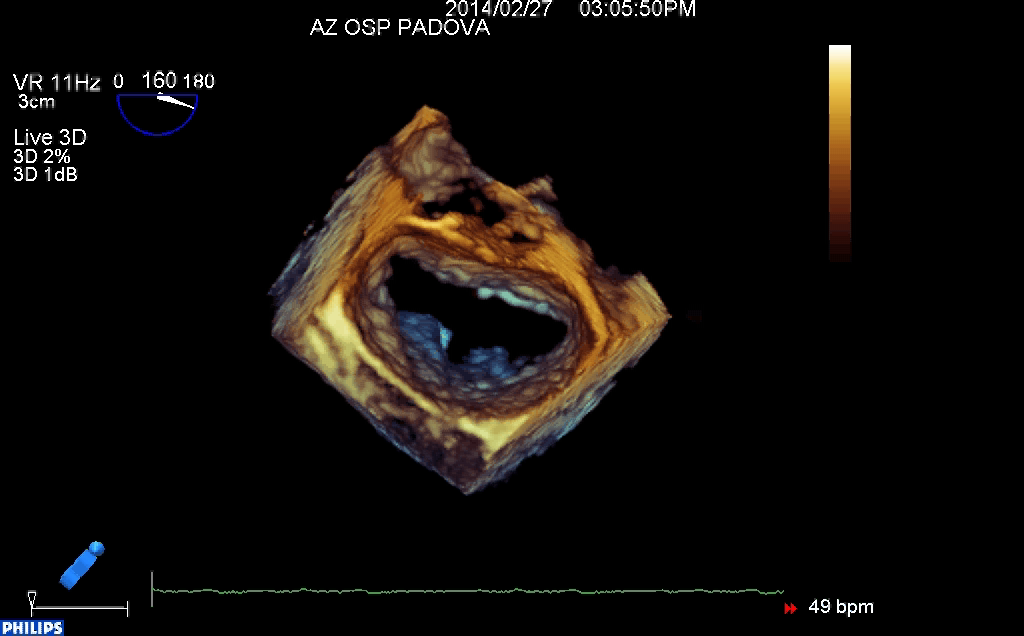 2014/02/27 03:05:50PM
AZ OSP PADOVA
VR 11Hz
3cm
0 160 180
Live 3D
3D 2%
3D 1dB
49 bpm
PHILIPS